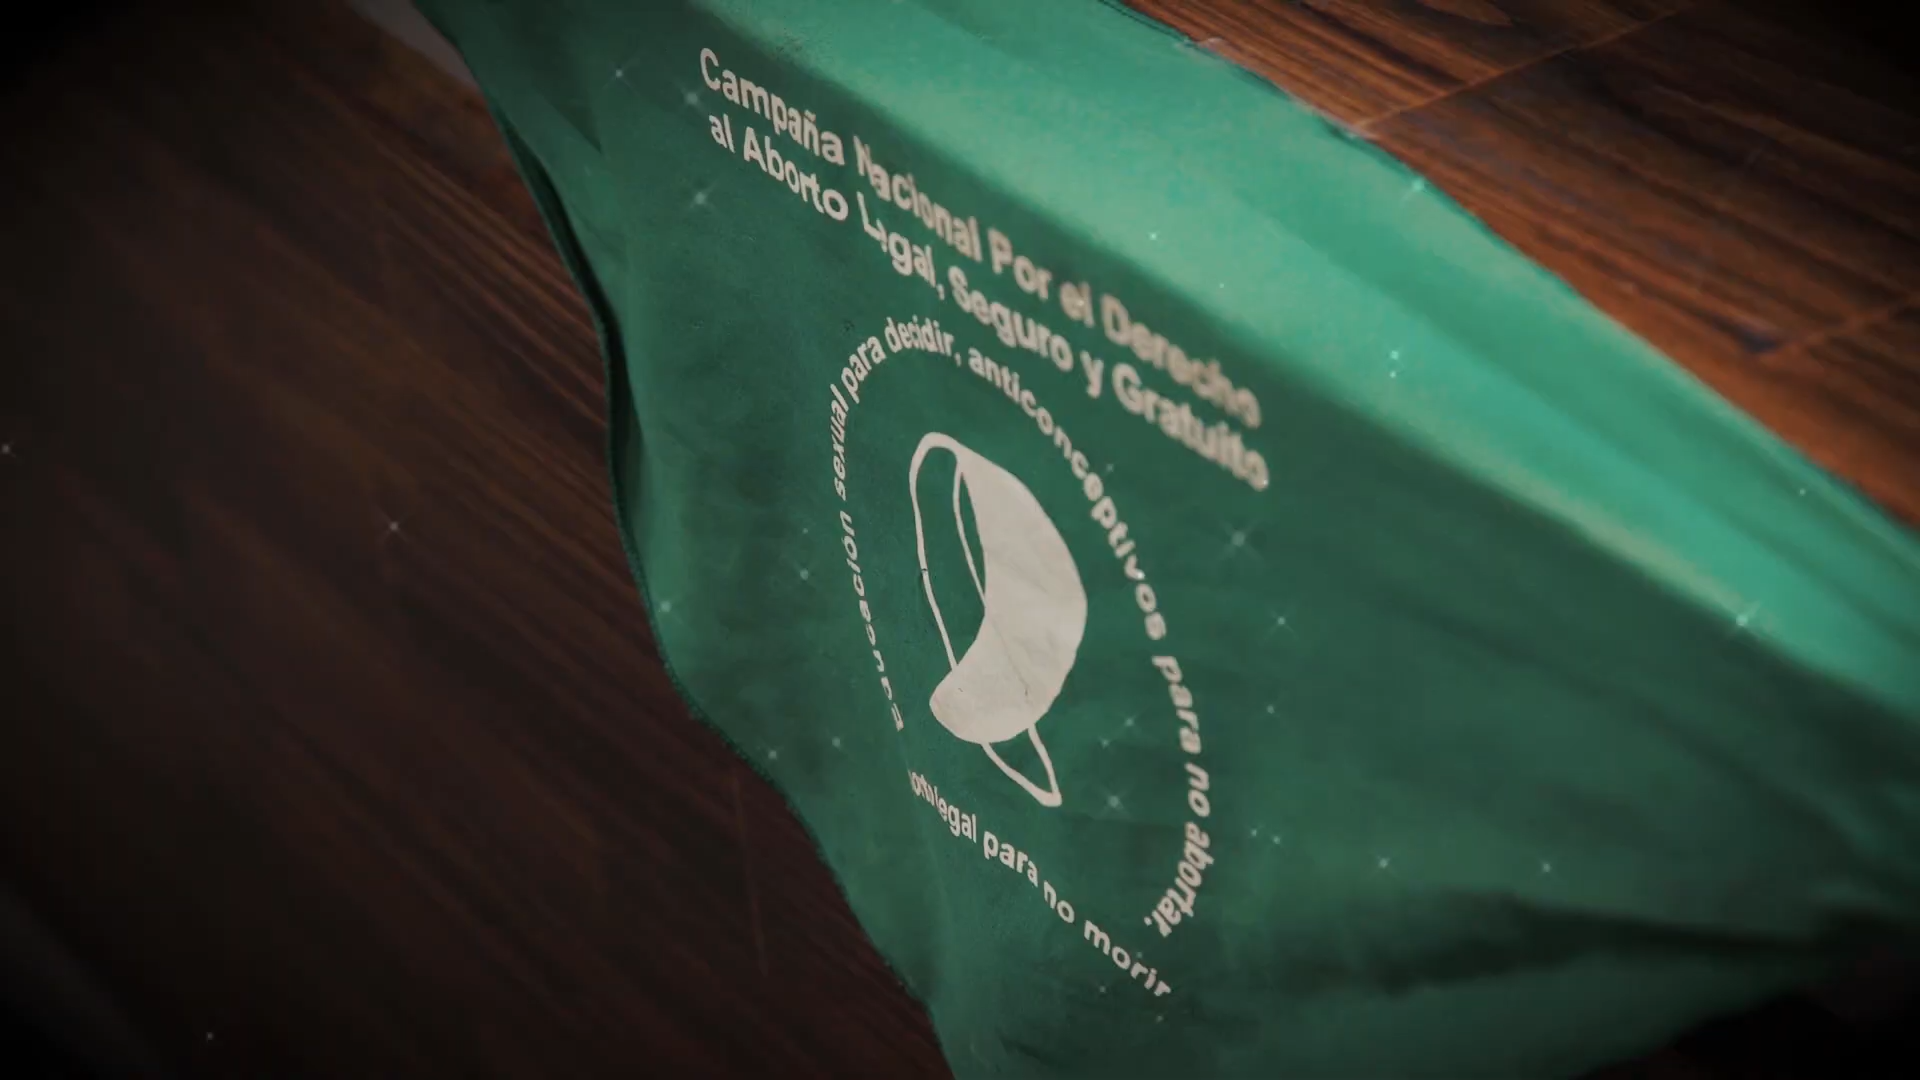 Campaña Nacional Por el Derecho
al Aborto Legal, Seguro y Gratuito
educación sexual para decidir, anticonceptivos para no abortar,
legal para no morir